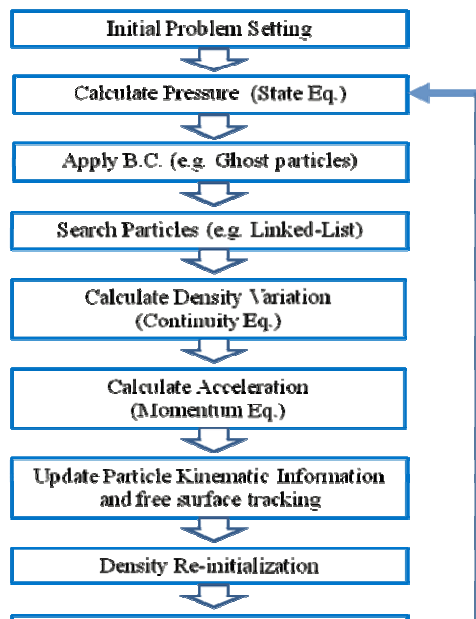 Initial Problem Setting
Calculate Pressure (State Eq.)
Apply B.C. (e.g. Ghost particles)
Search Particles (e.g. Linked-List)
Calculate Density Variation
(Continuity Eq.)
Calculate Acceleration
(Momentum Eq.)
Update Particle Kinematic Information
and free surface tracking
Density Re-initialization